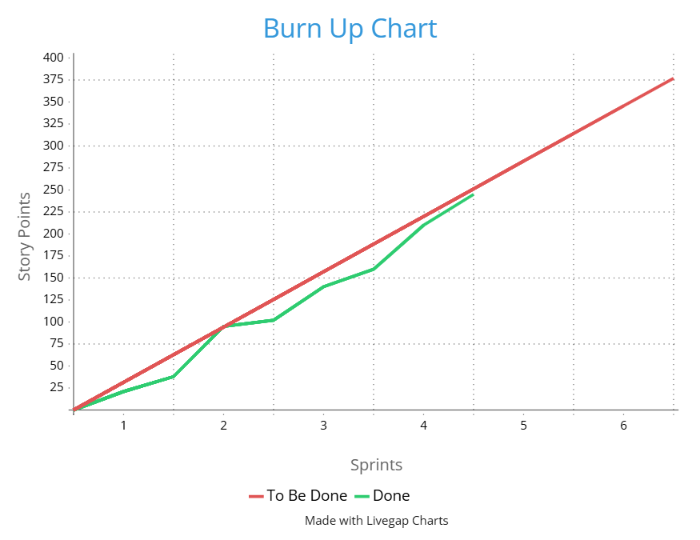 Burn Up Chart
400
375
350
325
300
275
250
225
200
175
150
125
100
75
50
25
Story Points
1 2 3 4 5 6
Sprints
To Be Done Done
Made with Livegap Charts